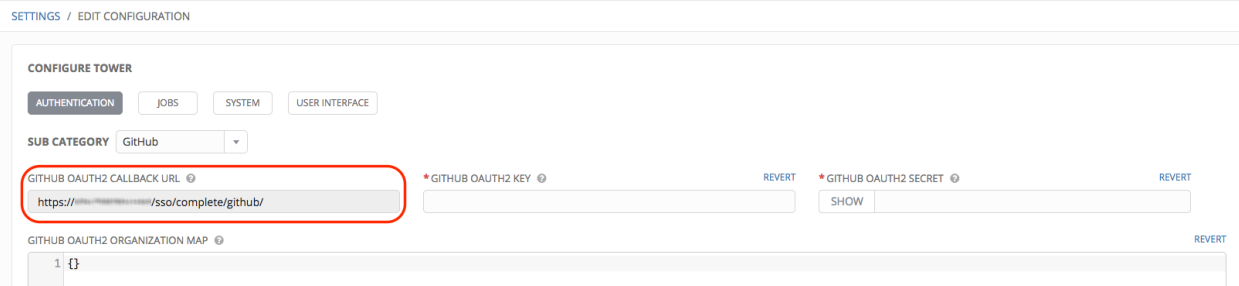 SETTINGS / EDIT CONFIGURATION
CONFIGURE TOWER
AUTHENTICATION JOBS SYSTEM USER INTERFACE
SUB CATEGORY GitHub
GITHUB OAUTH2 CALLBACK URL ? * GITHUB OAUTH2 KEY ? REVERT * GITHUB OAUTH2 SECRET ? REVERT
https:// /sso/complete/github/ SHOW
GITHUB OAUTH2 ORGANIZATION MAP ? REVERT
1 {}